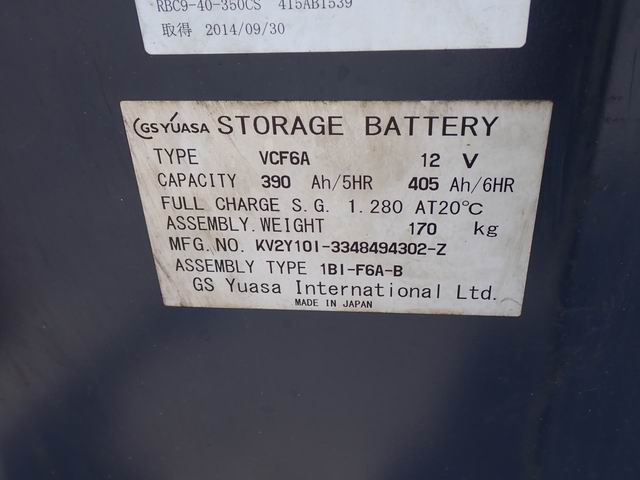 RBC9-40-350CS 415AB1539
取得 2014/09/30
GS YUASA STORAGE BATTERY
TYPE VCF6A 12 V
CAPACITY 390 Ah/5HR 405 Ah/6HR
FULL CHARGE S.G. 1.280 AT20℃
ASSEMBLY.WEIGHT 170 kg
MFG.NO. KV2Y101-3348494302-Z
ASSEMBLY TYPE 1BI-F6A-B
GS Yuasa International Ltd.
MADE IN JAPAN